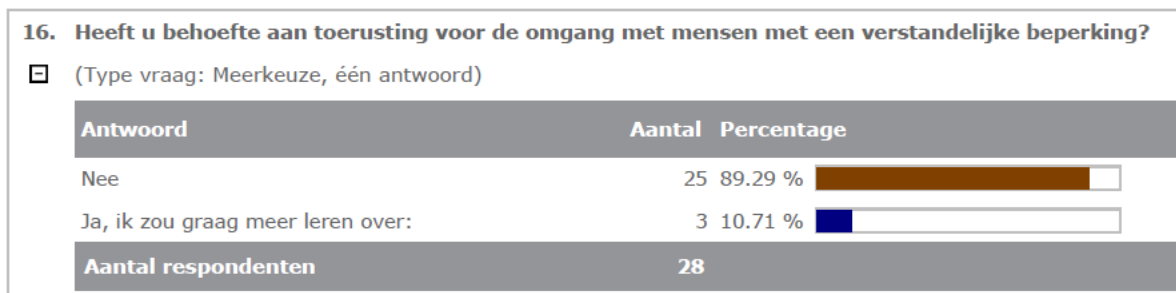 16. Heeft u behoefte aan toerusting voor de omgang met mensen met een verstandelijke beperking?
(Type vraag: Meerkeuze, één antwoord)
Antwoord Aantal Percentage
Nee 25 89.29 %
Ja, ik zou graag meer leren over: 3 10.71 %
Aantal respondenten 28